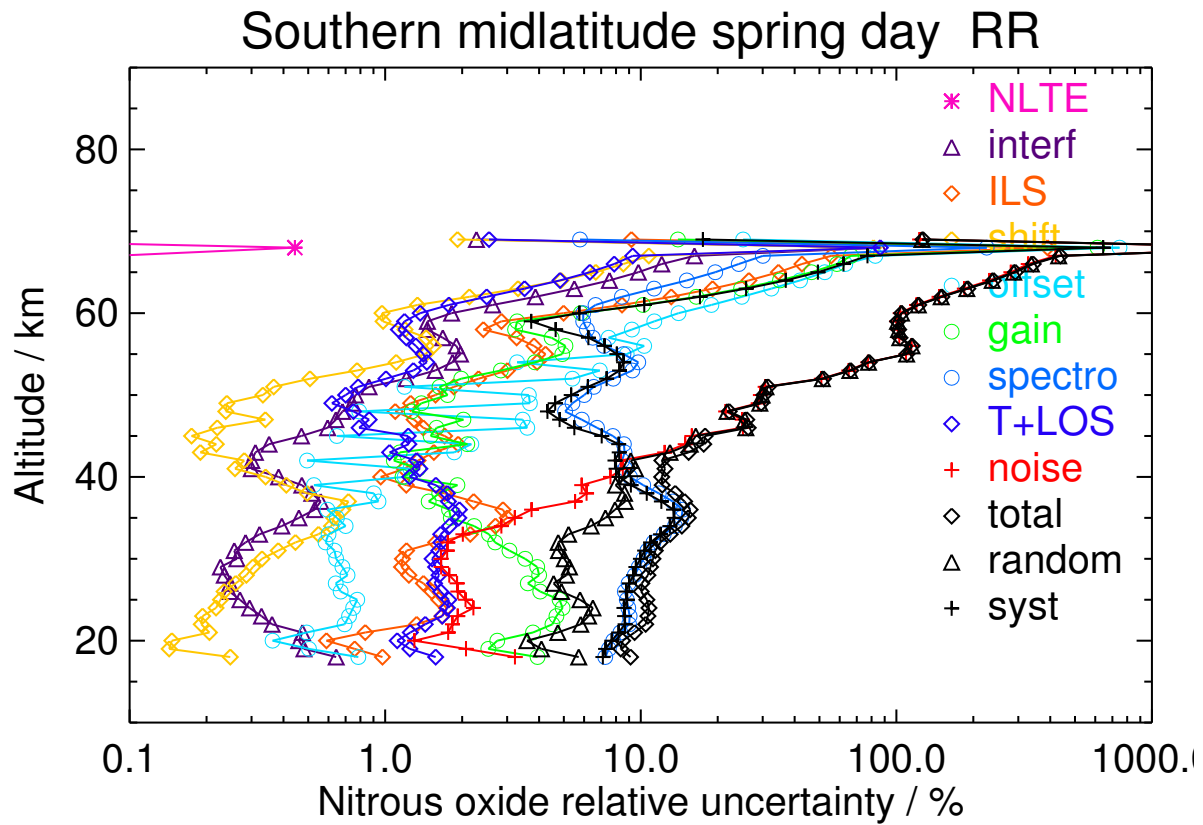 Southern midlatitude spring day RR
NLTE
interf
ILS
shift
offset
gain
spectro
T+LOS
noise
total
random
syst
80
60
40
20
Altitude / km
0.1 1.0 10.0 100.0 1000.0
Nitrous oxide relative uncertainty / %